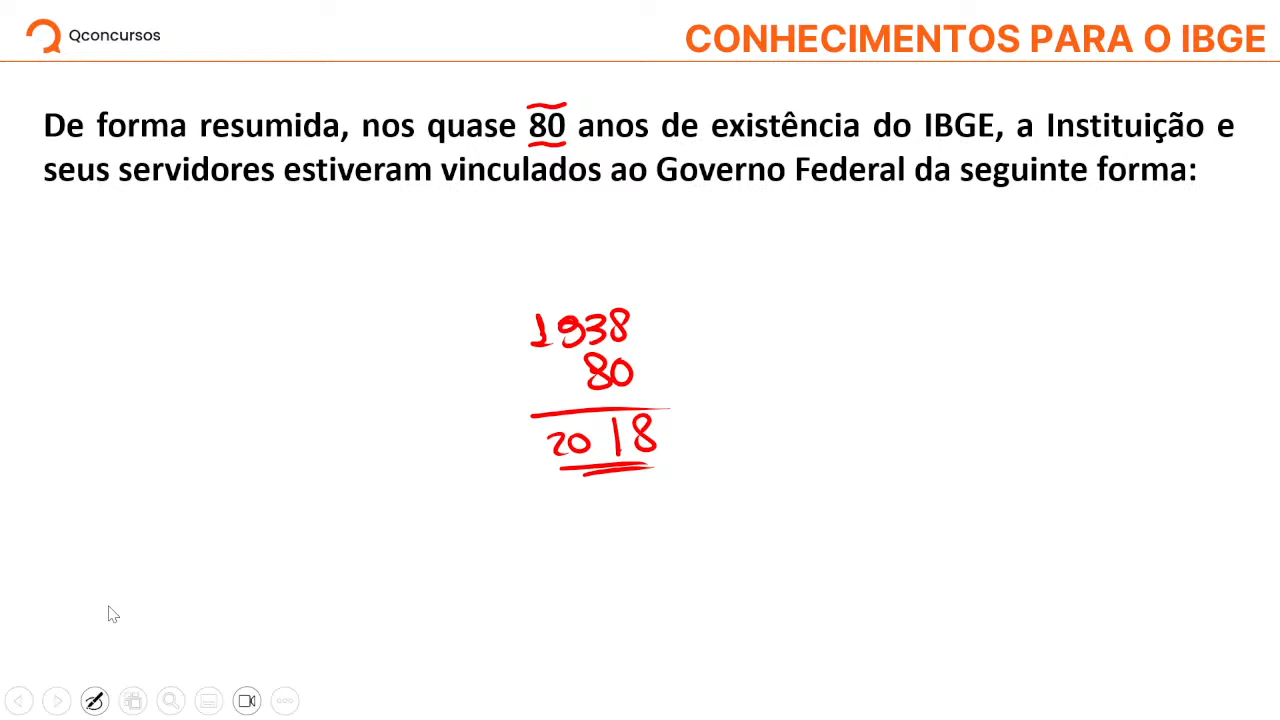 Qconcursos
CONHECIMENTOS PARA O IBGE
De forma resumida, nos quase 80 anos de existência do IBGE, a Instituição e
seus servidores estiveram vinculados ao Governo Federal da seguinte forma:
1938
80
2018